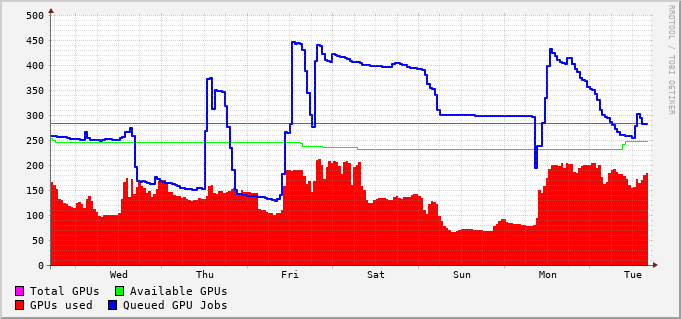 500
450
400
350
300
250
200
150
100
50
0
Wed Thu Fri Sat Sun Mon Tue
Total GPUs Available GPUs
GPUs used Queued GPU Jobs
RRDTOOL / TOBI OETIKER